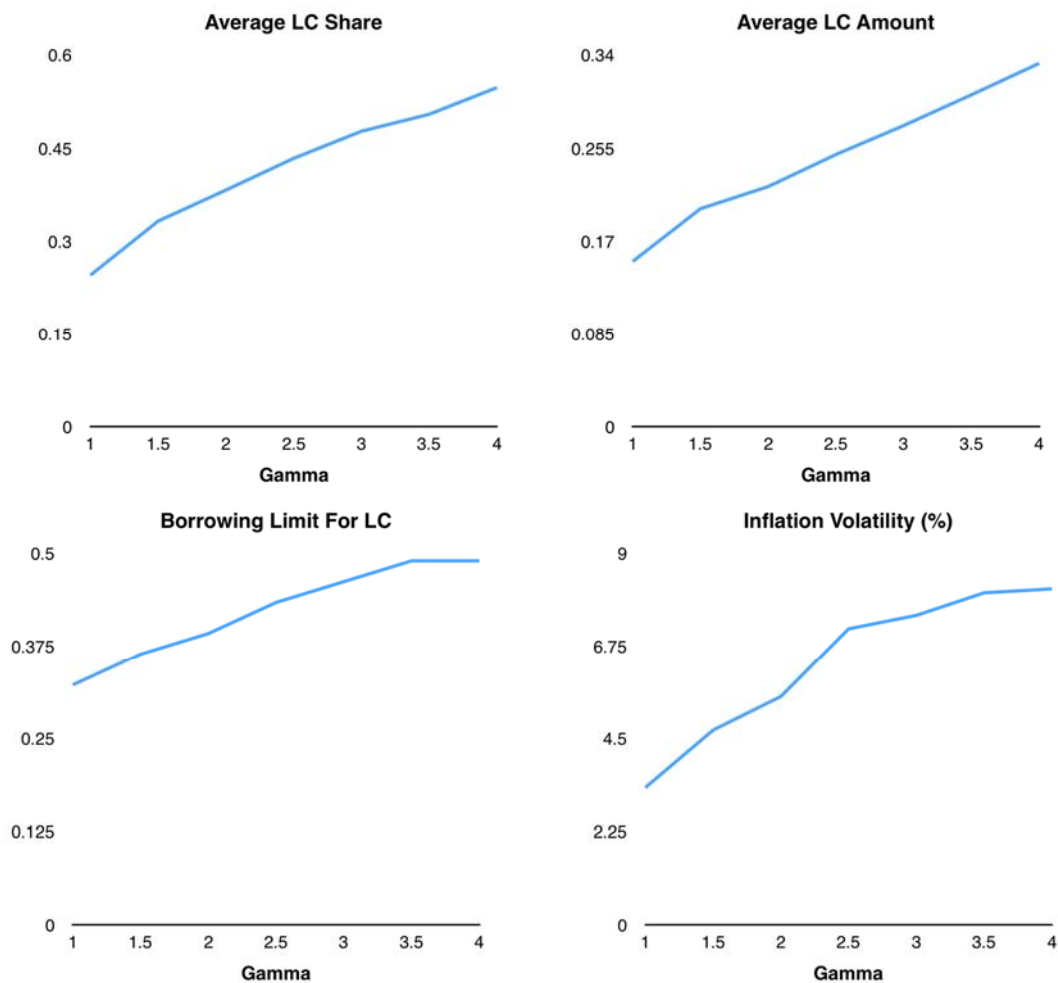 Average LC Share
0.6
0.45
0.3
0.15
0
1 1.5 2 2.5 3 3.5 4
Gamma
Average LC Amount
0.34
0.255
0.17
0.085
0
1 1.5 2 2.5 3 3.5 4
Gamma
Borrowing Limit For LC
0.5
0.375
0.25
0.125
0
1 1.5 2 2.5 3 3.5 4
Gamma
Inflation Volatility (%)
9
6.75
4.5
2.25
0
1 1.5 2 2.5 3 3.5 4
Gamma